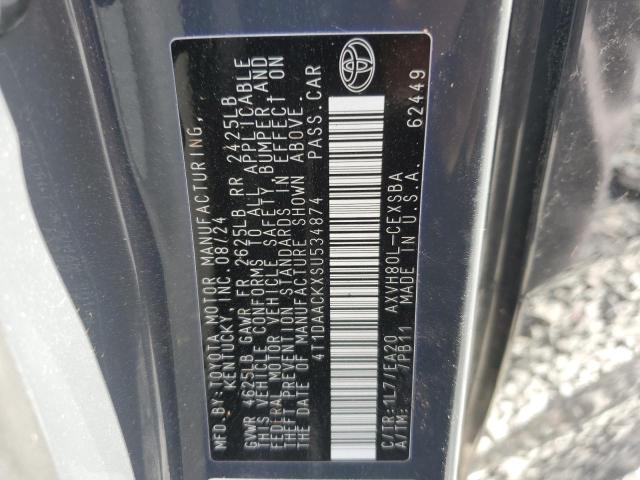 MFD. BY: TOYOTA MOTOR MANUFACTURING,
KENTUCKY, INC. 08/24
GVWR 4625LB GAWR FR 2625LB RR 2425LB
THIS VEHICLE CONFORMS TO ALL APPLICABLE
FEDERAL MOTOR VEHICLE SAFETY, BUMPER AND
THEFT PREVENTION STANDARDS IN EFFECT ON
THE DATE OF MANUFACTURE SHOWN ABOVE.
4T1DAACKXSU534874 PASS. CAR
C/TR:1L7/EA20 AXVH80L-CEXSBA
A/TM: /PB11 MADE IN U.S.A.
62449